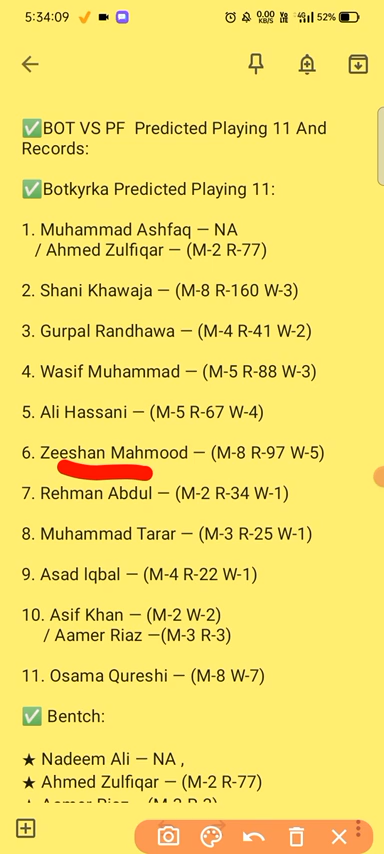 5:34:09 0.00 KB/S Vo LTE 4G 52%
✅BOT VS PF Predicted Playing 11 And
Records:
✅Botkyrka Predicted Playing 11:
1. Muhammad Ashfaq – NA
/ Ahmed Zulfiqar – (M-2 R-77)
2. Shani Khawaja – (M-8 R-160 W-3)
3. Gurpal Randhawa – (M-4 R-41 W-2)
4. Wasif Muhammad – (M-5 R-88 W-3)
5. Ali Hassani – (M-5 R-67 W-4)
6. Zeeshan Mahmood – (M-8 R-97 W-5)
7. Rehman Abdul – (M-2 R-34 W-1)
8. Muhammad Tarar – (M-3 R-25 W-1)
9. Asad Iqbal – (M-4 R-22 W-1)
10. Asif Khan – (M-2 W-2)
/ Aamer Riaz –(M-3 R-3)
11. Osama Qureshi – (M-8 W-7)
✅ Bentch:
★ Nadeem Ali – NA ,
★ Ahmed Zulfiqar – (M-2 R-77)